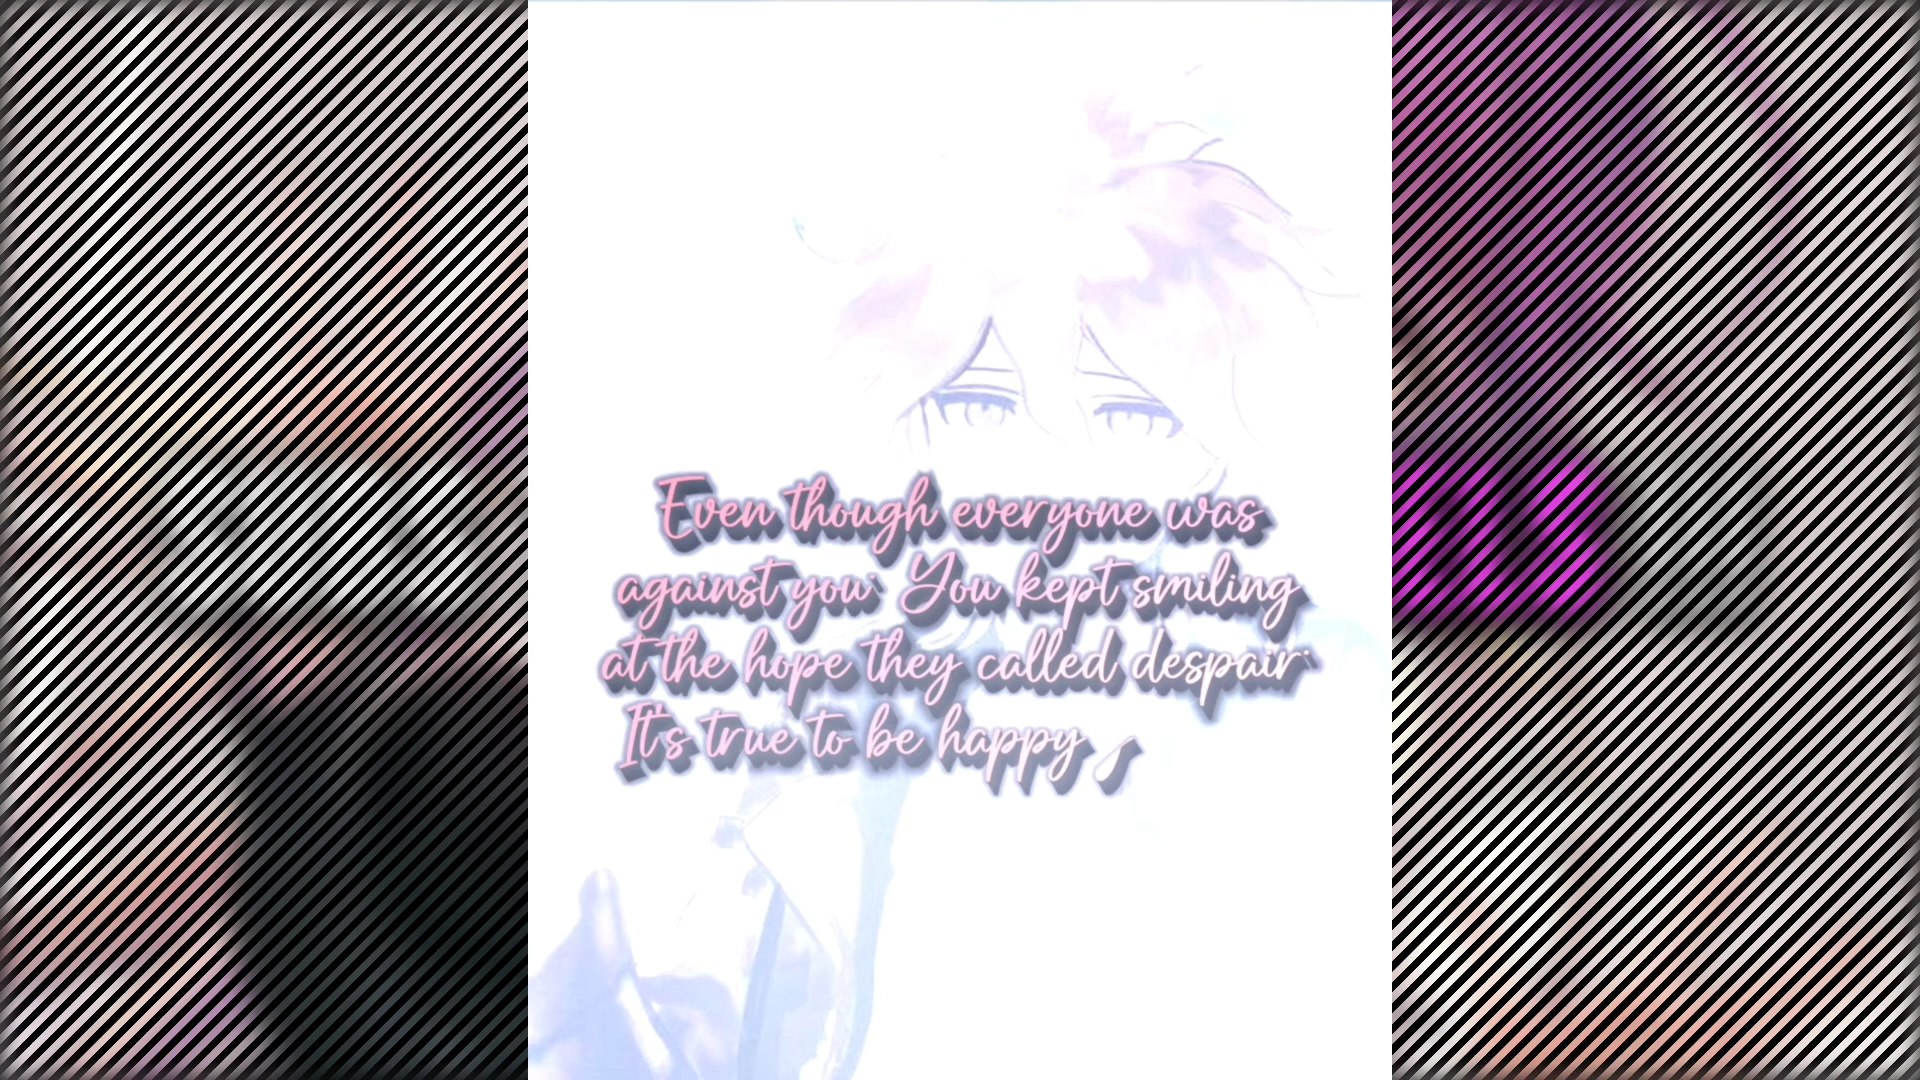 Even though everyone was
against you. You kept smiling
at the hope they called despair.
It's true to be happy ,